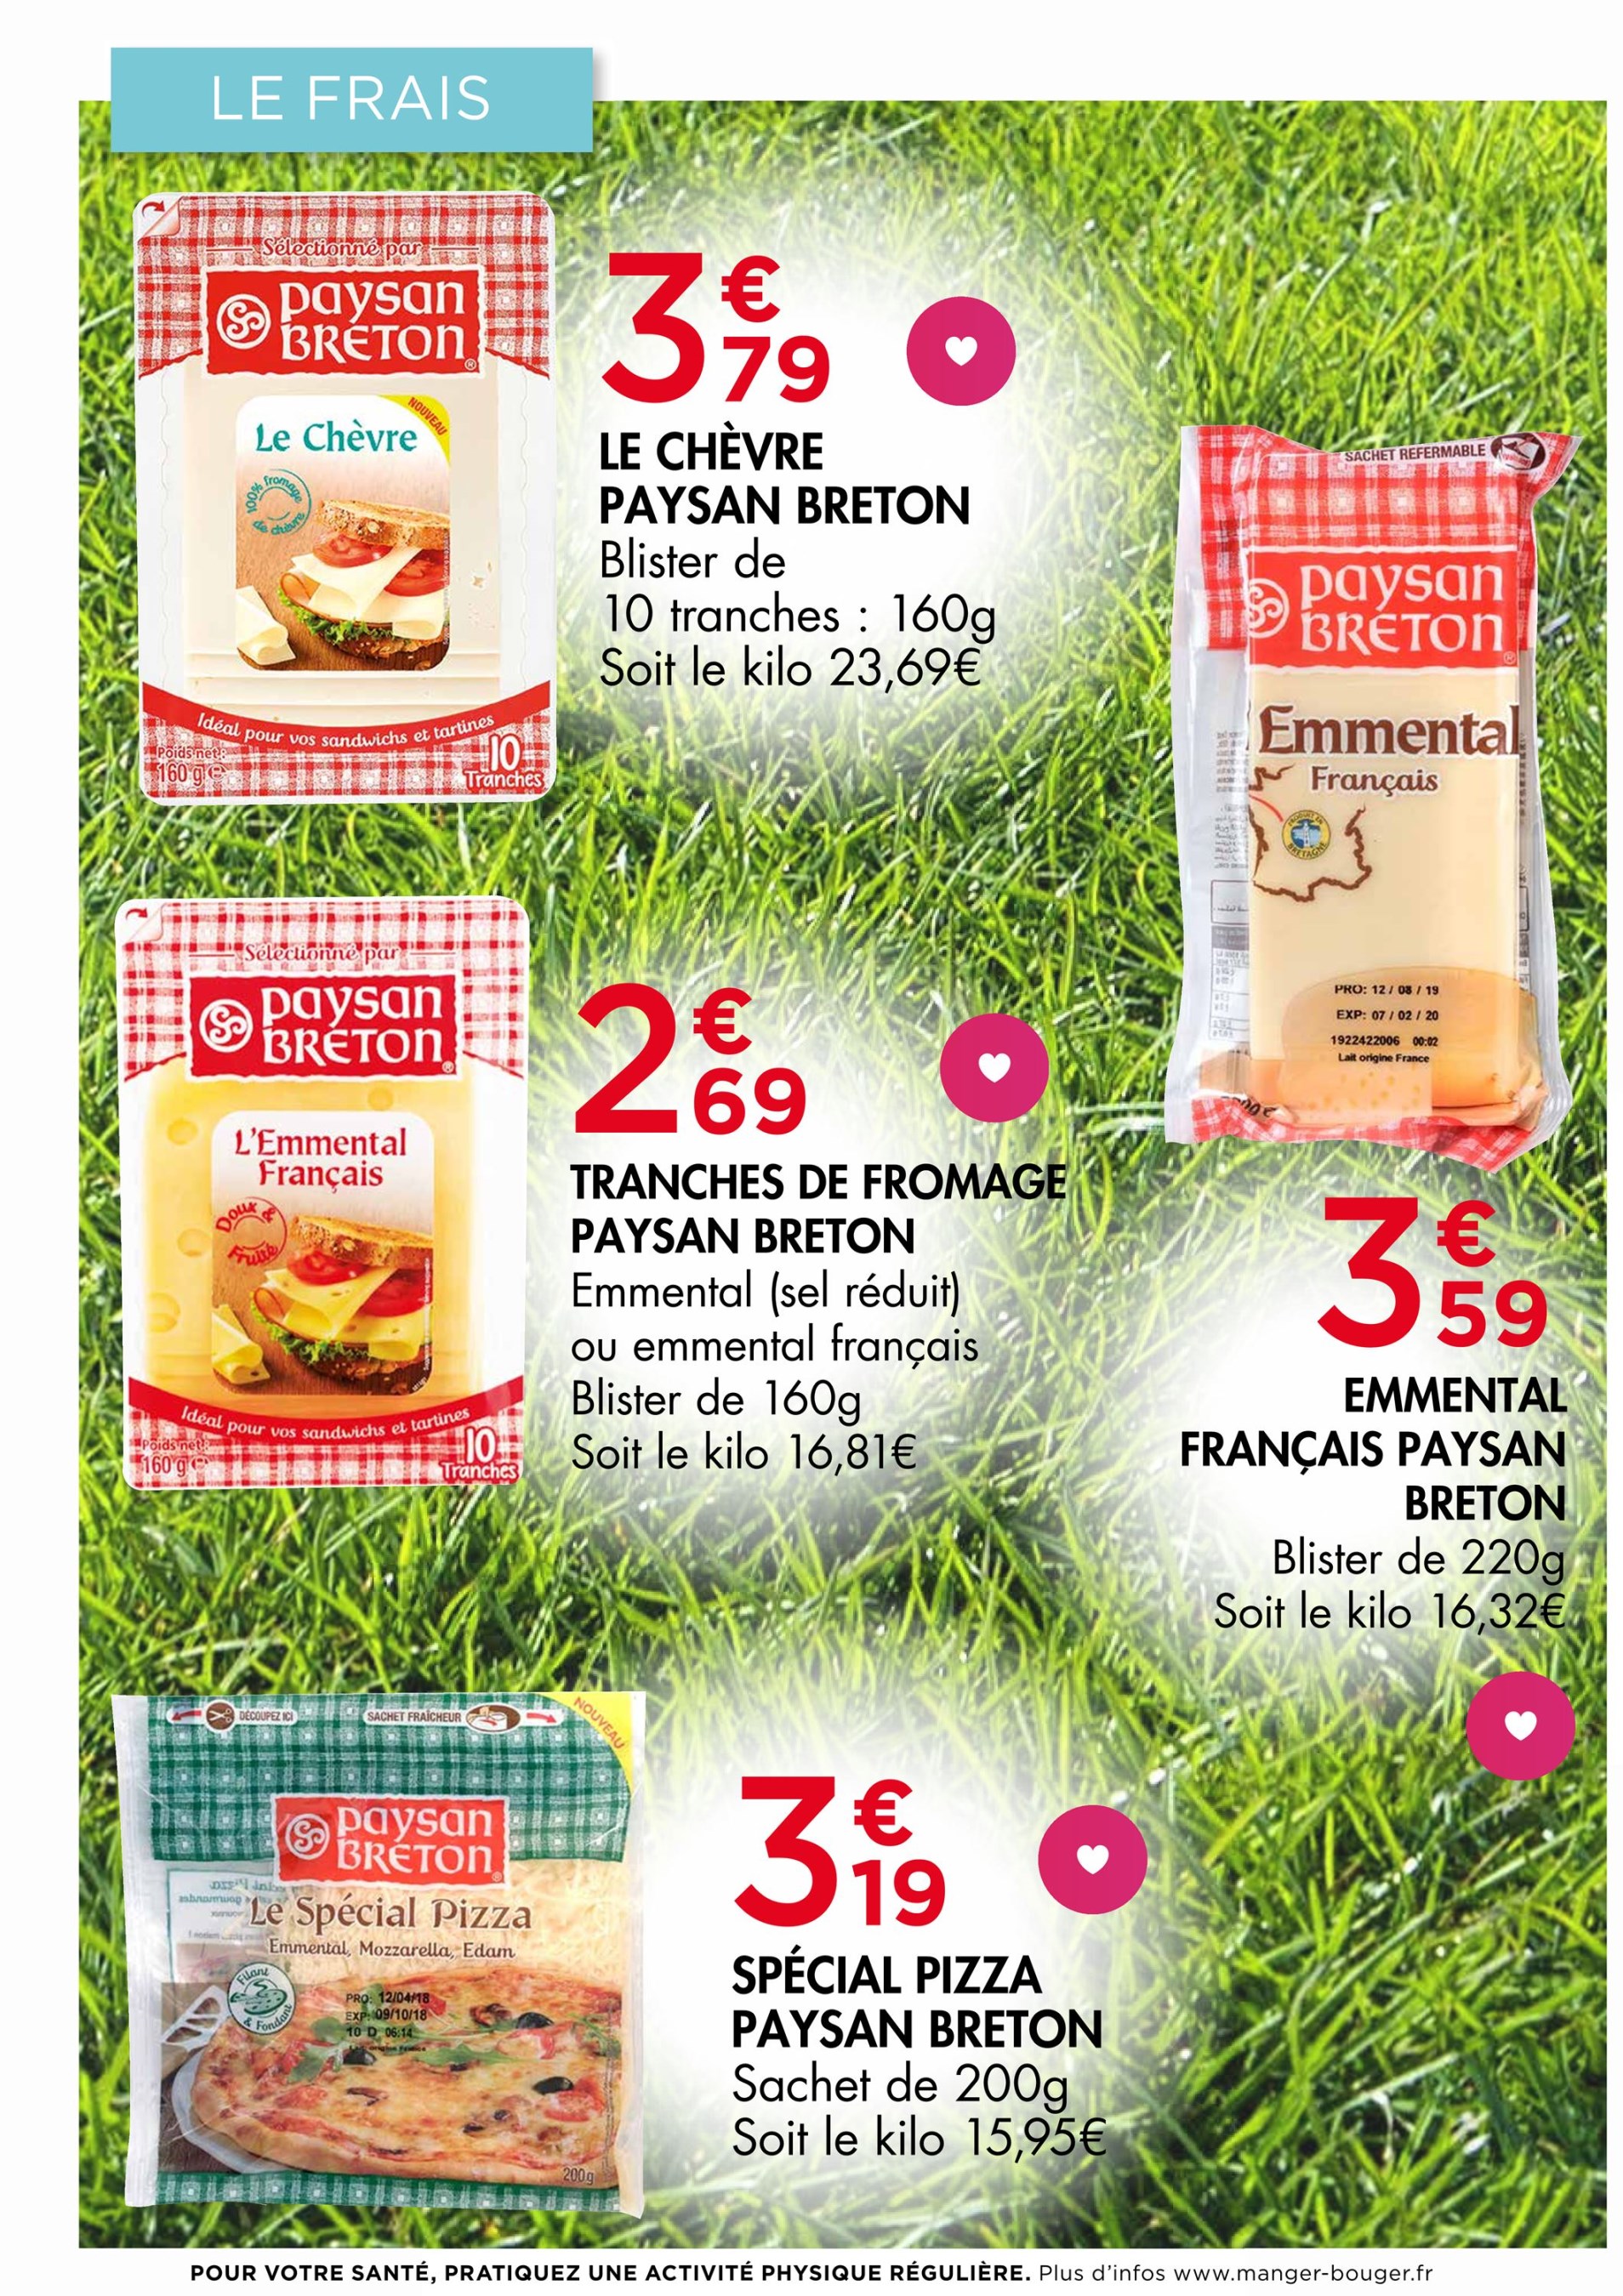 LE FRAIS
Sélectionné par
paysan
BRETON
NOUVEAU
Le Chèvre
100% fromage
de chèvre
Idéal pour vos sandwichs et tartines
Poids net :
160 g e
10
Tranches
3€79
LE CHÈVRE
PAYSAN BRETON
Blister de
10 tranches : 160g
Soit le kilo 23,69€
SACHET REFERMABLE
paysan
BRETON
Emmental
Français
PRODUIT EN
BRETAGNE
PRO: 12 / 08 / 19
EXP: 07 / 02 / 20
1922422006 00:02
Lait origine France
Sélectionné par
paysan
BRETON
L'Emmental
Français
Doux &
Fruité
Idéal pour vos sandwichs et tartines
Poids net :
160 g e
10
Tranches
2€69
TRANCHES DE FROMAGE
PAYSAN BRETON
Emmental (sel réduit)
ou emmental français
Blister de 160g
Soit le kilo 16,81€
3€59
EMMENTAL
FRANÇAIS PAYSAN
BRETON
Blister de 220g
Soit le kilo 16,32€
DÉCOUPEZ ICI
SACHET FRAÎCHEUR
NOUVEAU
paysan
BRETON
Le Spécial Pizza
Emmental, Mozzarella, Edam
Filant
& Fondant
PRO: 12/04/18
EXP: 09/10/18
10 D 06:14
200g
3€19
SPÉCIAL PIZZA
PAYSAN BRETON
Sachet de 200g
Soit le kilo 15,95€
POUR VOTRE SANTÉ, PRATIQUEZ UNE ACTIVITÉ PHYSIQUE RÉGULIÈRE. Plus d'infos www.manger-bouger.fr